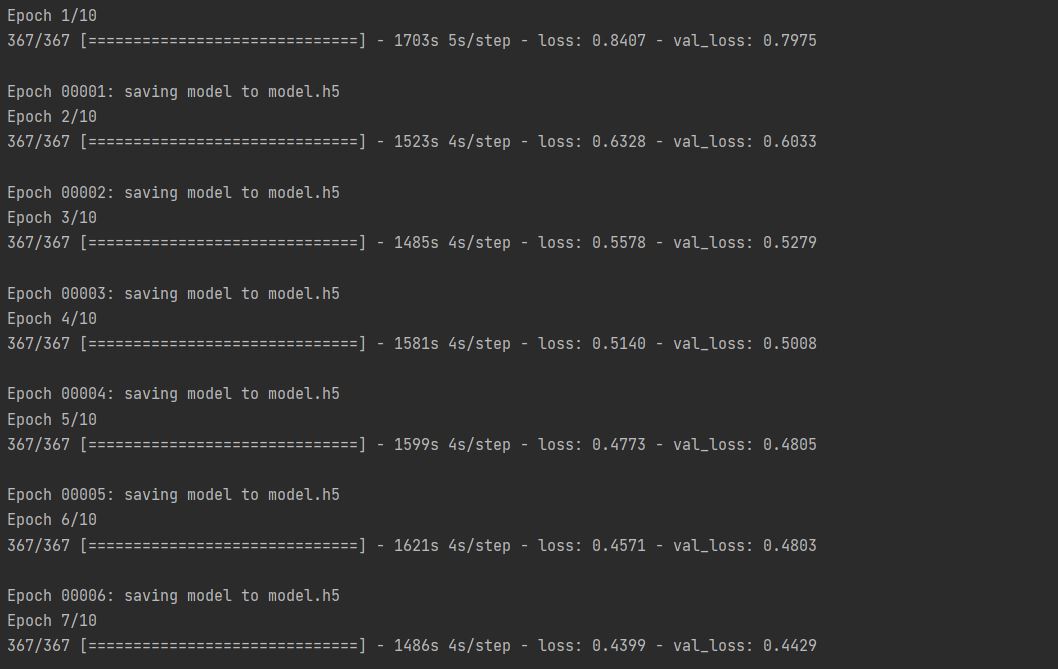 Epoch 1/10
367/367 [==============================] - 1703s 5s/step - loss: 0.8407 - val_loss: 0.7975
Epoch 00001: saving model to model.h5
Epoch 2/10
367/367 [==============================] - 1523s 4s/step - loss: 0.6328 - val_loss: 0.6033
Epoch 00002: saving model to model.h5
Epoch 3/10
367/367 [==============================] - 1485s 4s/step - loss: 0.5578 - val_loss: 0.5279
Epoch 00003: saving model to model.h5
Epoch 4/10
367/367 [==============================] - 1581s 4s/step - loss: 0.5140 - val_loss: 0.5008
Epoch 00004: saving model to model.h5
Epoch 5/10
367/367 [==============================] - 1599s 4s/step - loss: 0.4773 - val_loss: 0.4805
Epoch 00005: saving model to model.h5
Epoch 6/10
367/367 [==============================] - 1621s 4s/step - loss: 0.4571 - val_loss: 0.4803
Epoch 00006: saving model to model.h5
Epoch 7/10
367/367 [==============================] - 1486s 4s/step - loss: 0.4399 - val_loss: 0.4429